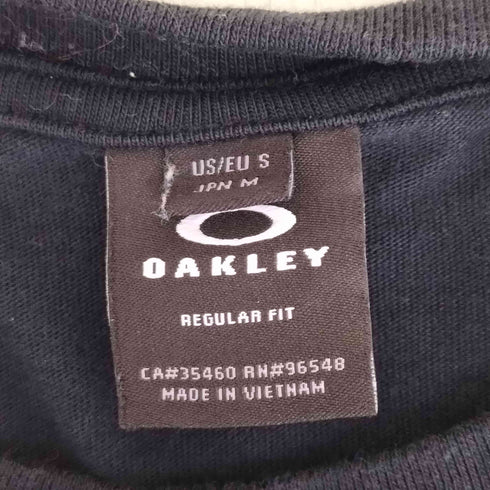 US/EU S
JPN M
OAKLEY
REGULAR FIT
CA#35460 RN#96548
MADE IN VIETNAM